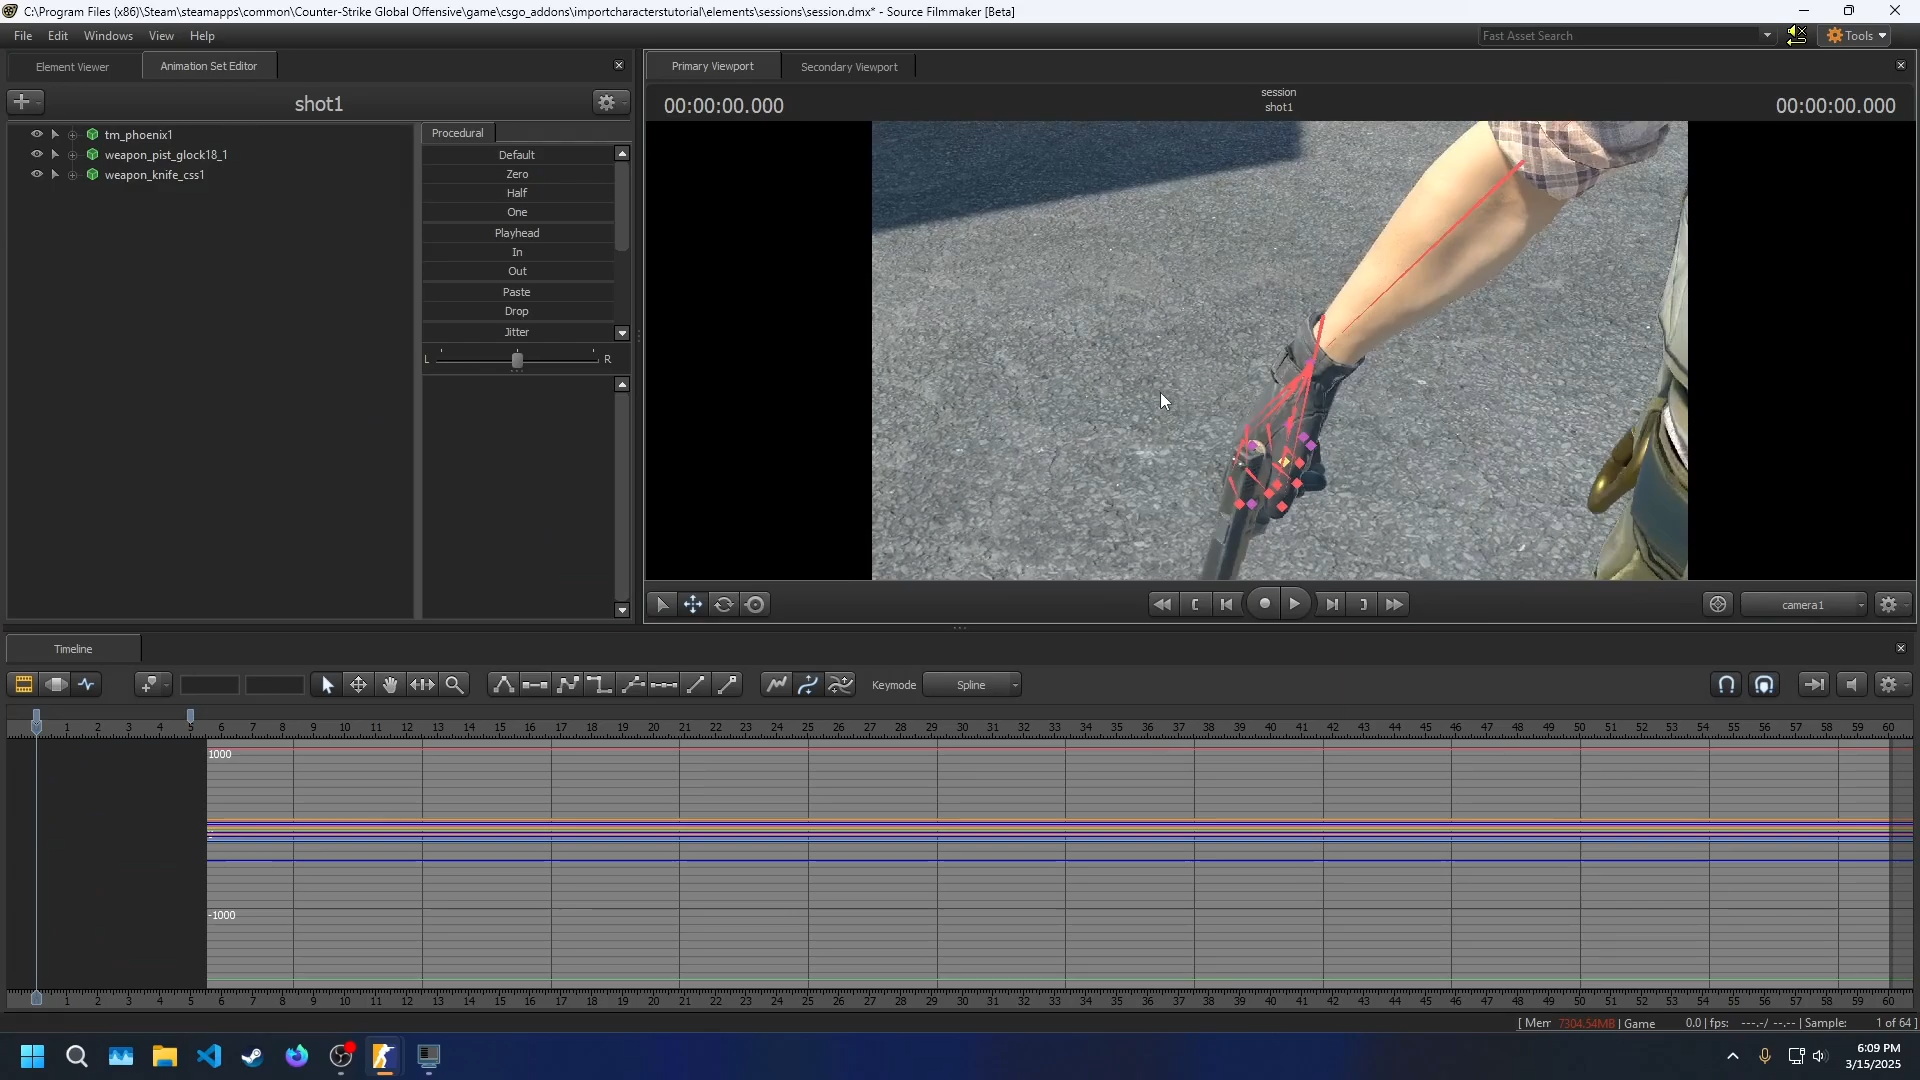 C:\Program Files (x86)\Steam\steamapps\common\Counter-Strike Global Offensive\game\csgo_addons\importcharacterstutorial\elements\sessions\session.dmx* - Source Filmmaker [Beta]
File Edit Windows View Help
Fast Asset Search
Tools
Element Viewer
Animation Set Editor
Primary Viewport
Secondary Viewport
shot1
00:00:00.000
session
shot1
00:00:00.000
tm_phoenix1
weapon_pist_glock18_1
weapon_knife_css1
Procedural
Default
Zero
Half
One
Playhead
In
Out
Paste
Drop
Jitter
L R
camera1
Timeline
Keymode Spline
1 2 3 4 5 6 7 8 9 10 11 12 13 14 15 16 17 18 19 20 21 22 23 24 25 26 27 28 29 30 31 32 33 34 35 36 37 38 39 40 41 42 43 44 45 46 47 48 49 50 51 52 53 54 55 56 57 58 59 60
1000
-1000
1 2 3 4 5 6 7 8 9 10 11 12 13 14 15 16 17 18 19 20 21 22 23 24 25 26 27 28 29 30 31 32 33 34 35 36 37 38 39 40 41 42 43 44 45 46 47 48 49 50 51 52 53 54 55 56 57 58 59 60
[ Mem 7304.54MB | Game 0.0 | fps: ---.-/ --.-- | Sample: 1 of 64 ]
6:09 PM
3/15/2025